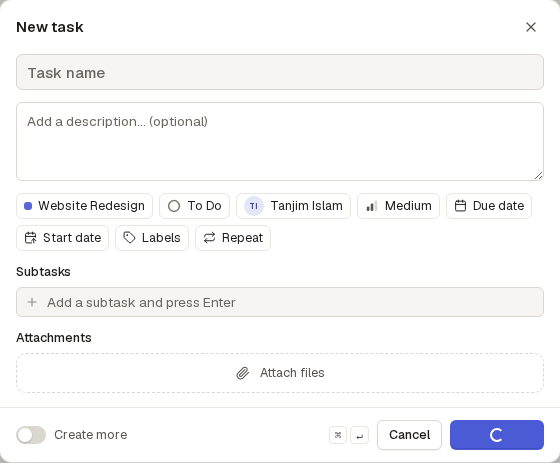 New task
Task name
Add a description... (optional)
Website Redesign To Do TI Tanjim Islam Medium Due date
Start date Labels Repeat
Subtasks
Add a subtask and press Enter
Attachments
Attach files
Create more ⌘ ↵ Cancel